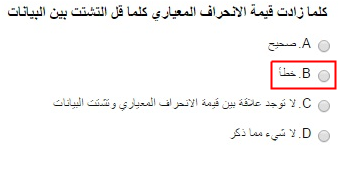 كلما زادت قيمة الانحراف المعياري كلما قل التشتت بين البيانات
A. صحيح
B. خطأ
C. لا توجد علاقة بين قيمة الانحراف المعياري وتشتت البيانات
D. لا شيء مما ذكر